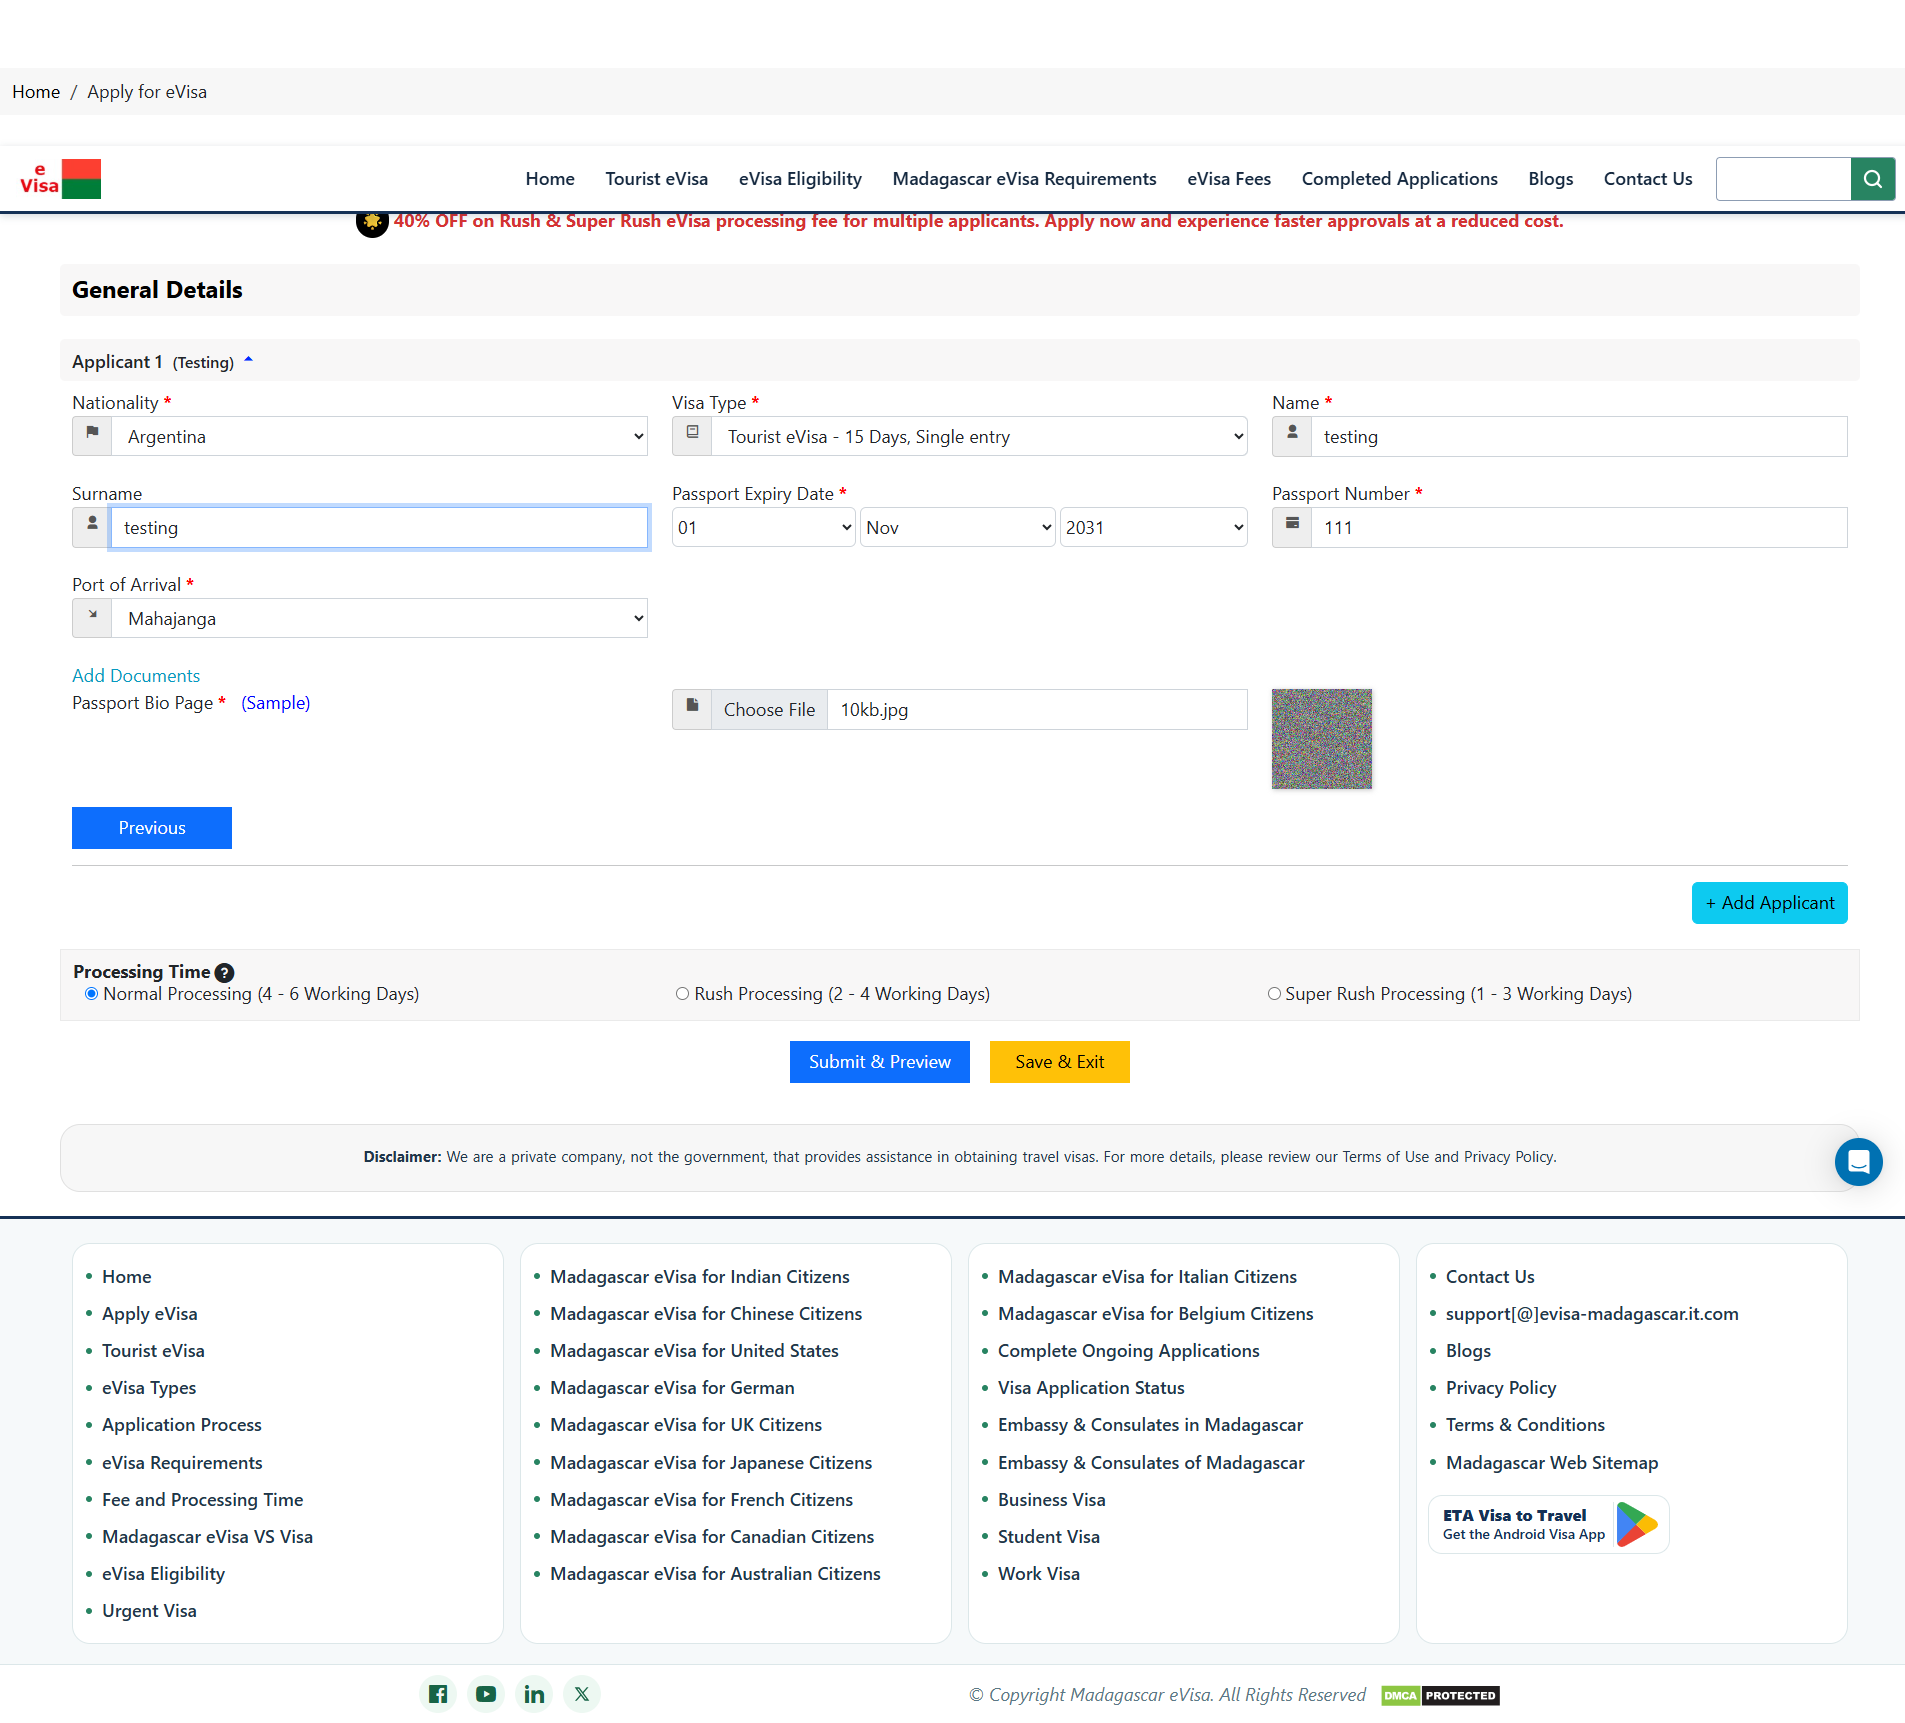 Home / Apply for eVisa
e
Visa
Home Tourist eVisa eVisa Eligibility Madagascar eVisa Requirements eVisa Fees Completed Applications Blogs Contact Us
40% OFF on Rush & Super Rush eVisa processing fee for multiple applicants. Apply now and experience faster approvals at a reduced cost.
General Details
Applicant 1 (Testing)
Nationality * Visa Type * Name *
Argentina Tourist eVisa - 15 Days, Single entry testing
Surname Passport Expiry Date * Passport Number *
testing 01 Nov 2031 111
Port of Arrival *
Mahajanga
Add Documents
Passport Bio Page * (Sample) Choose File 10kb.jpg
Previous
+ Add Applicant
Processing Time ?
Normal Processing (4 - 6 Working Days) Rush Processing (2 - 4 Working Days) Super Rush Processing (1 - 3 Working Days)
Submit & Preview Save & Exit
Disclaimer: We are a private company, not the government, that provides assistance in obtaining travel visas. For more details, please review our Terms of Use and Privacy Policy.
Home
Apply eVisa
Tourist eVisa
eVisa Types
Application Process
eVisa Requirements
Fee and Processing Time
Madagascar eVisa VS Visa
eVisa Eligibility
Urgent Visa
Madagascar eVisa for Indian Citizens
Madagascar eVisa for Chinese Citizens
Madagascar eVisa for United States
Madagascar eVisa for German
Madagascar eVisa for UK Citizens
Madagascar eVisa for Japanese Citizens
Madagascar eVisa for French Citizens
Madagascar eVisa for Canadian Citizens
Madagascar eVisa for Australian Citizens
Madagascar eVisa for Italian Citizens
Madagascar eVisa for Belgium Citizens
Complete Ongoing Applications
Visa Application Status
Embassy & Consulates in Madagascar
Embassy & Consulates of Madagascar
Business Visa
Student Visa
Work Visa
Contact Us
support[@]evisa-madagascar.it.com
Blogs
Privacy Policy
Terms & Conditions
Madagascar Web Sitemap
ETA Visa to Travel
Get the Android Visa App
© Copyright Madagascar eVisa. All Rights Reserved DMCA PROTECTED